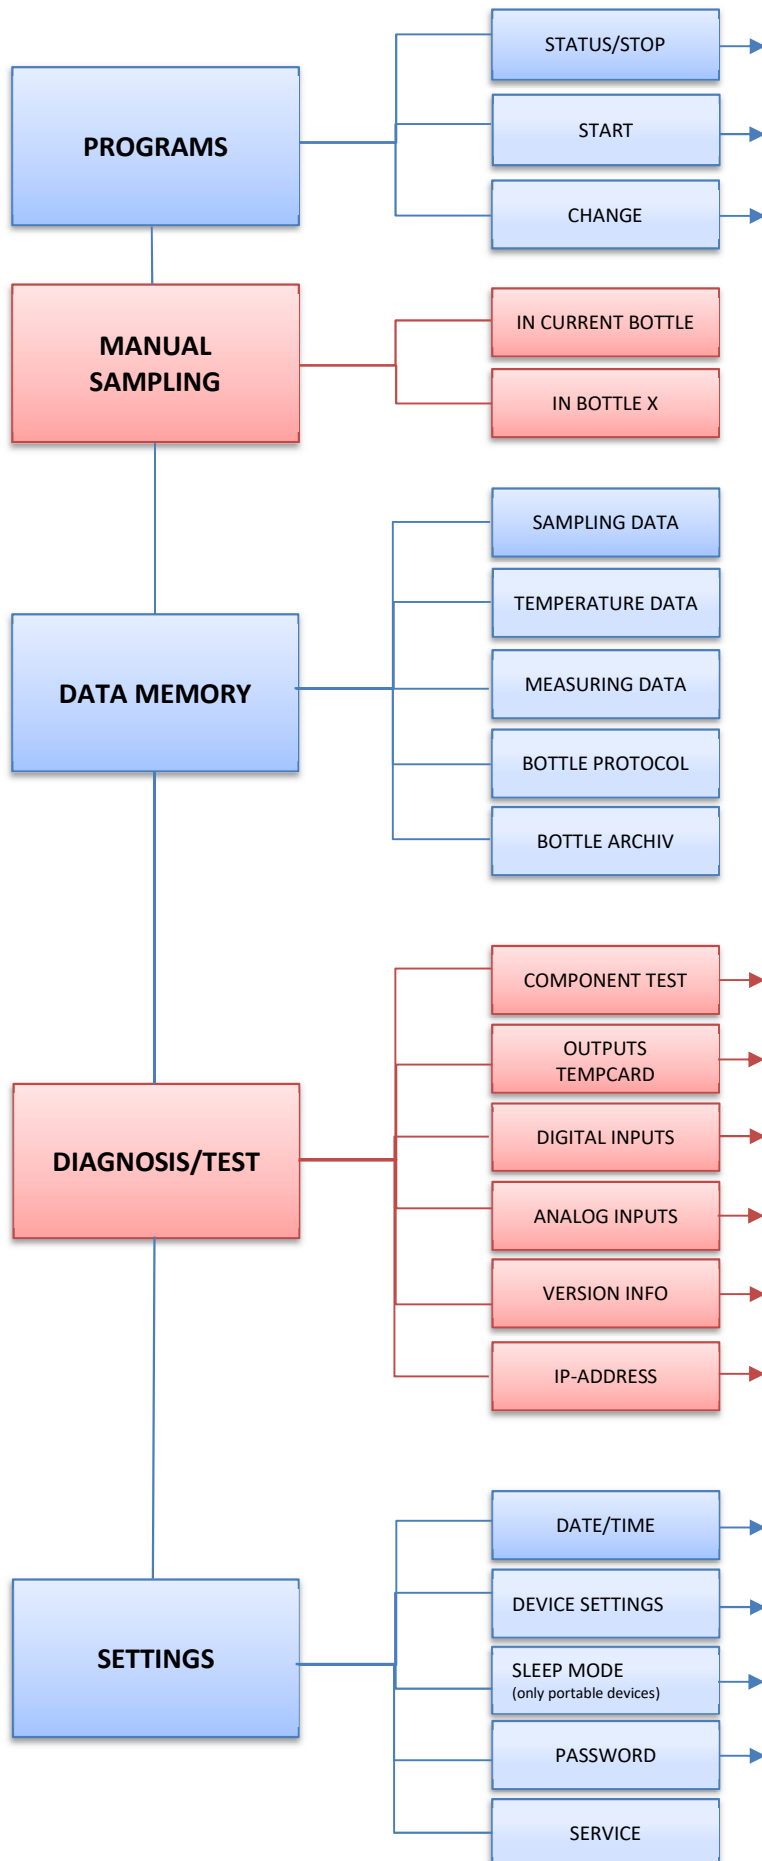 PROGRAMS
STATUS/STOP
START
CHANGE
MANUAL
SAMPLING
IN CURRENT BOTTLE
IN BOTTLE X
DATA MEMORY
SAMPLING DATA
TEMPERATURE DATA
MEASURING DATA
BOTTLE PROTOCOL
BOTTLE ARCHIV
DIAGNOSIS/TEST
COMPONENT TEST
OUTPUTS
TEMPCARD
DIGITAL INPUTS
ANALOG INPUTS
VERSION INFO
IP-ADDRESS
SETTINGS
DATE/TIME
DEVICE SETTINGS
SLEEP MODE
(only portable devices)
PASSWORD
SERVICE